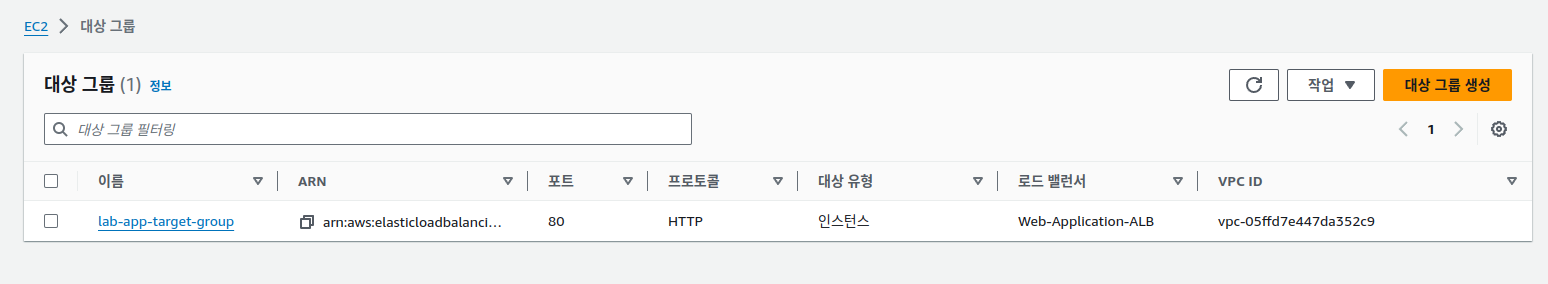 EC2 > 대상 그룹
대상 그룹 (1) 정보
작업 대상 그룹 생성
대상 그룹 필터링
1
이름 ARN 포트 프로토콜 대상 유형 로드 밸런서 VPC ID
lab-app-target-group arn:aws:elasticloadbalanci... 80 HTTP 인스턴스 Web-Application-ALB vpc-05ffd7e447da352c9